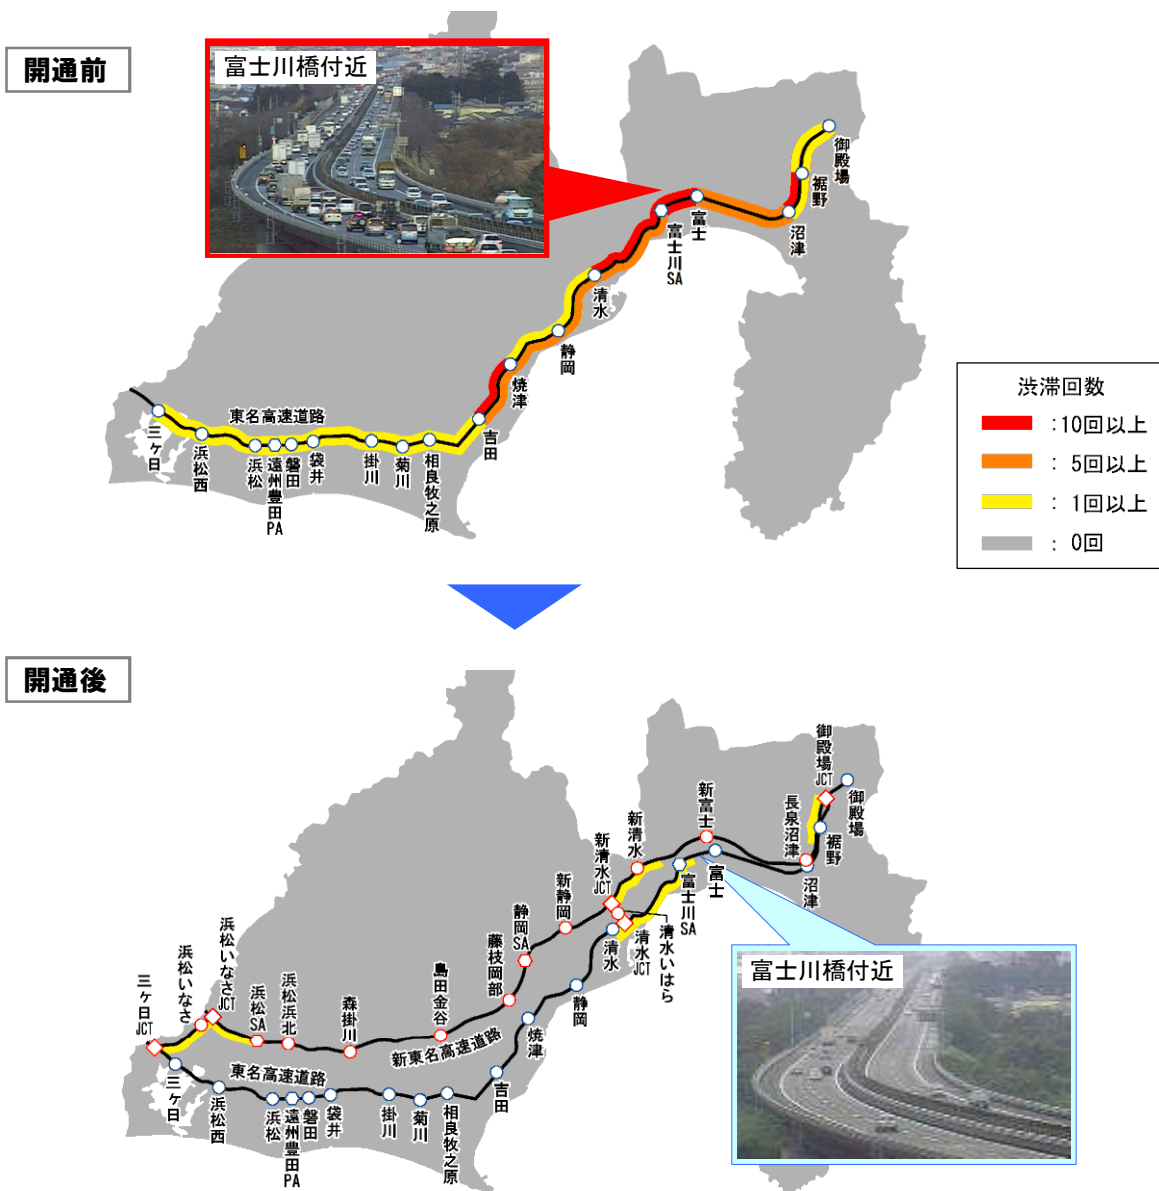 開通前
富士川橋付近
御殿場
裾野
沼津
富士
富士川SA
清水
静岡
焼津
吉田
東名高速道路
三ヶ日
浜松西
浜松
遠州豊田PA
磐田
袋井
掛川
菊川
相良牧之原
渋滞回数
：10回以上
：5回以上
：1回以上
：0回
開通後
御殿場JCT
御殿場
長泉沼津
裾野
沼津
新富士
富士
新清水
新清水JCT
富士川SA
清水いはら
清水JCT
清水
新静岡
静岡SA
静岡
藤枝岡部
焼津
島田金谷
新東名高速道路
吉田
森掛川
浜松浜北
浜松SA
浜松いなさJCT
浜松いなさ
三ヶ日JCT
東名高速道路
三ヶ日
浜松西
浜松
遠州豊田PA
磐田
袋井
掛川
菊川
相良牧之原
富士川橋付近